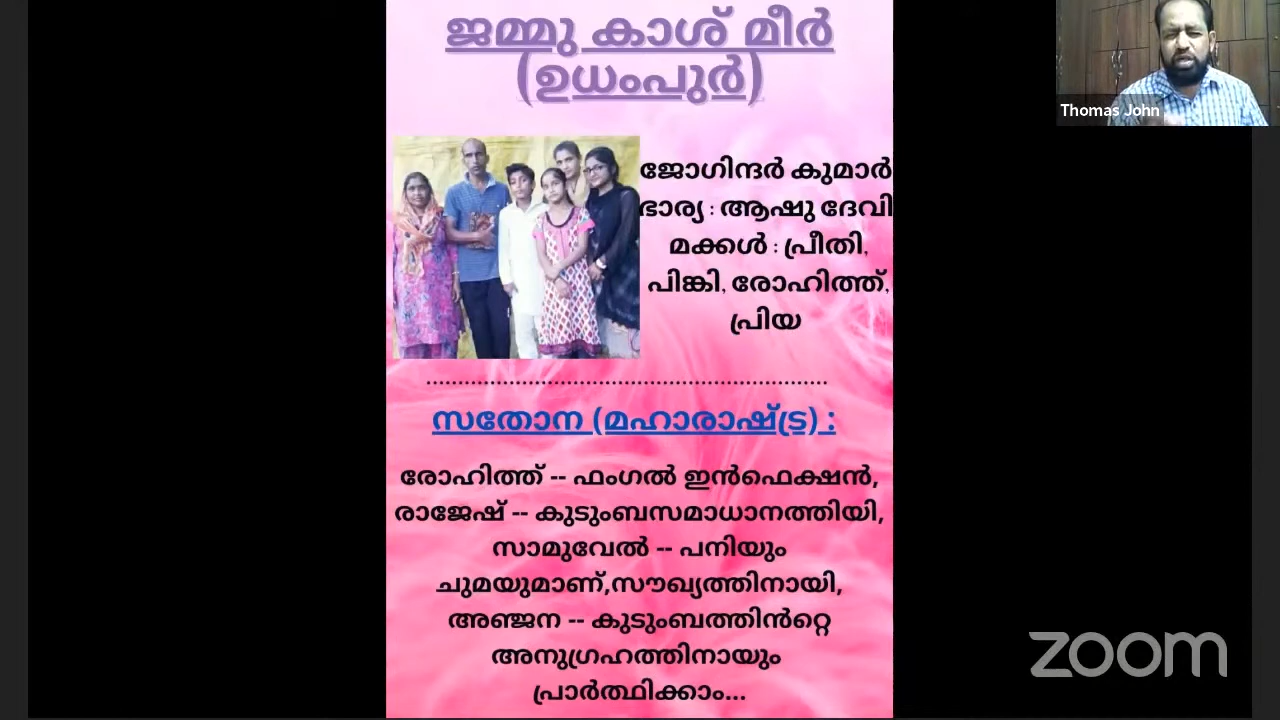 ജമ്മു കാശ് മീർ
(ഉധംപുർ)
ജോഗിന്ദർ കുമാർ
ഭാര്യ : ആഷു ദേവി
മക്കൾ : പ്രീതി,
പിങ്കി, രോഹിത്ത്,
പ്രിയ
സതോന (മഹാരാഷ്ട്ര) :
രോഹിത്ത് -- ഫംഗൽ ഇൻഫെക്ഷൻ,
രാജേഷ് -- കുടുംബസമാധാനത്തിയി,
സാമുവേൽ -- പനിയും
ചുമയുമാണ്,സൗഖ്യത്തിനായി,
അഞ്ജന -- കുടുംബത്തിൻറ്റെ
അനുഗ്രഹത്തിനായും
പ്രാർത്ഥിക്കാം...
Thomas John
zoom